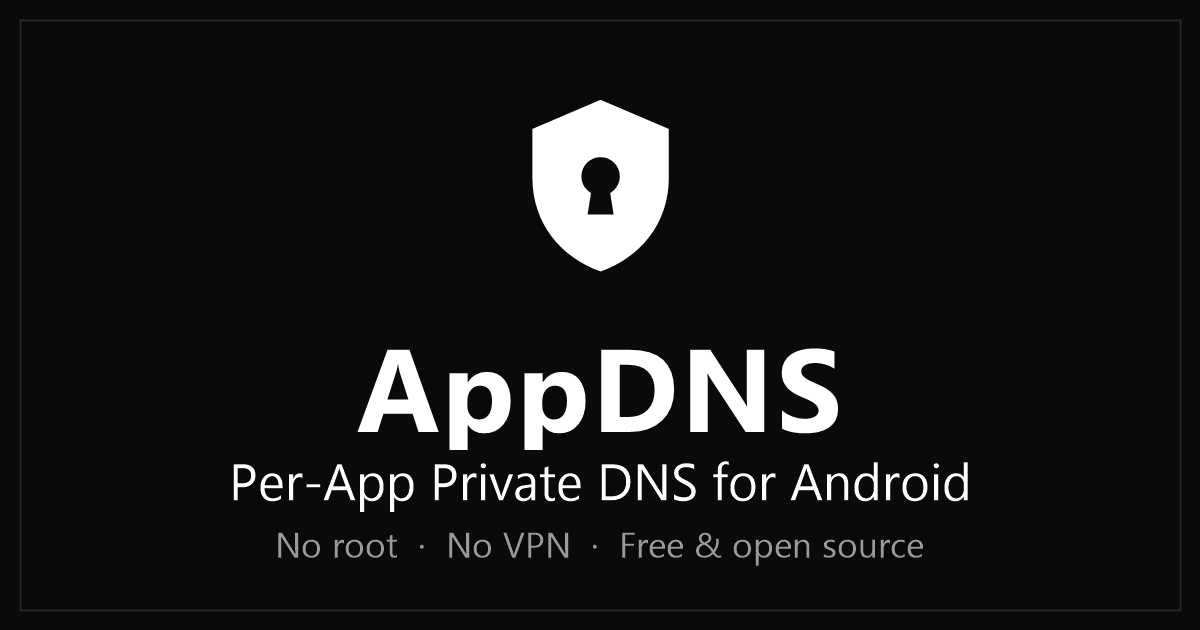 AppDNS
Per-App Private DNS for Android
No root · No VPN · Free & open source